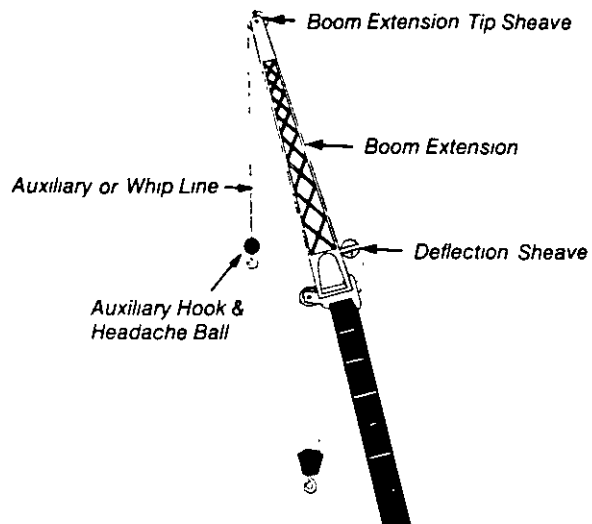 Boom Extension Tip Sheave
Boom Extension
Auxiliary or Whip Line
Deflection Sheave
Auxiliary Hook &
Headache Ball